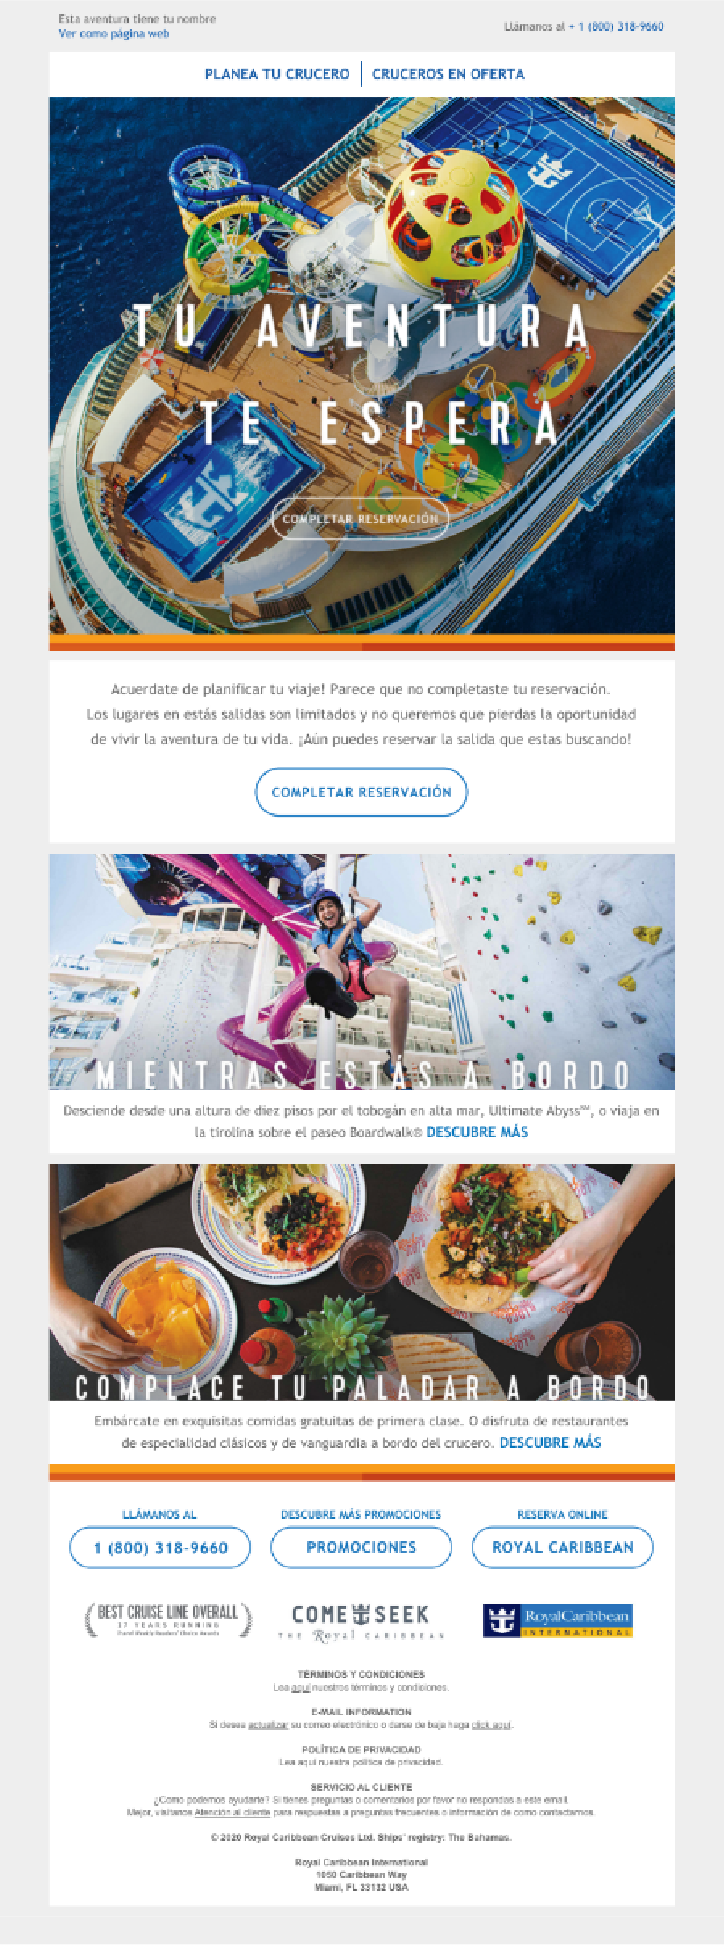 Esta aventura tiene tu nombre
Ver como página web
Llámanos al + 1 (800) 318-9660
PLANEA TU CRUCERO | CRUCEROS EN OFERTA
TU AVENTURA
TE ESPERA
COMPLETAR RESERVACIÓN
Acuerdate de planificar tu viaje! Parece que no completaste tu reservación.
Los lugares en estás salidas son limitados y no queremos que pierdas la oportunidad
de vivir la aventura de tu vida. ¡Aún puedes reservar la salida que estas buscando!
COMPLETAR RESERVACIÓN
MIENTRAS ESTÁS A BORDO
Desciende desde una altura de diez pisos por el tobogán en alta mar, Ultimate Abyss℠, o viaja en
la tirolina sobre el paseo Boardwalk® DESCUBRE MÁS
COMPLACE TU PALADAR A BORDO
Embárcate en exquisitas comidas gratuitas de primera clase. O disfruta de restaurantes
de especialidad clásicos y de vanguardia a bordo del crucero. DESCUBRE MÁS
LLÁMANOS AL
1 (800) 318-9660
DESCUBRE MÁS PROMOCIONES
PROMOCIONES
RESERVA ONLINE
ROYAL CARIBBEAN
BEST CRUISE LINE OVERALL
17 YEARS RUNNING
Travel Weekly Readers' Choice Awards
COME SEEK
THE Royal CARIBBEAN
RoyalCaribbean
INTERNATIONAL
TERMINOS Y CONDICIONES
Lea aquí nuestros términos y condiciones.
E-MAIL INFORMATION
Si desea actualizar su correo electrónico o darse de baja haga click aquí.
POLÍTICA DE PRIVACIDAD
Lea aquí nuestra política de privacidad.
SERVICIO AL CLIENTE
¿Como podemos ayudarte? Si tienes preguntas o comentarios por favor no respondas a este email.
Mejor, visítanos Atención al cliente para respuestas a preguntas frecuentes o información de como contactarnos.
© 2020 Royal Caribbean Cruises Ltd. Ships' registry: The Bahamas.
Royal Caribbean International
1050 Caribbean Way
Miami, FL 33132 USA